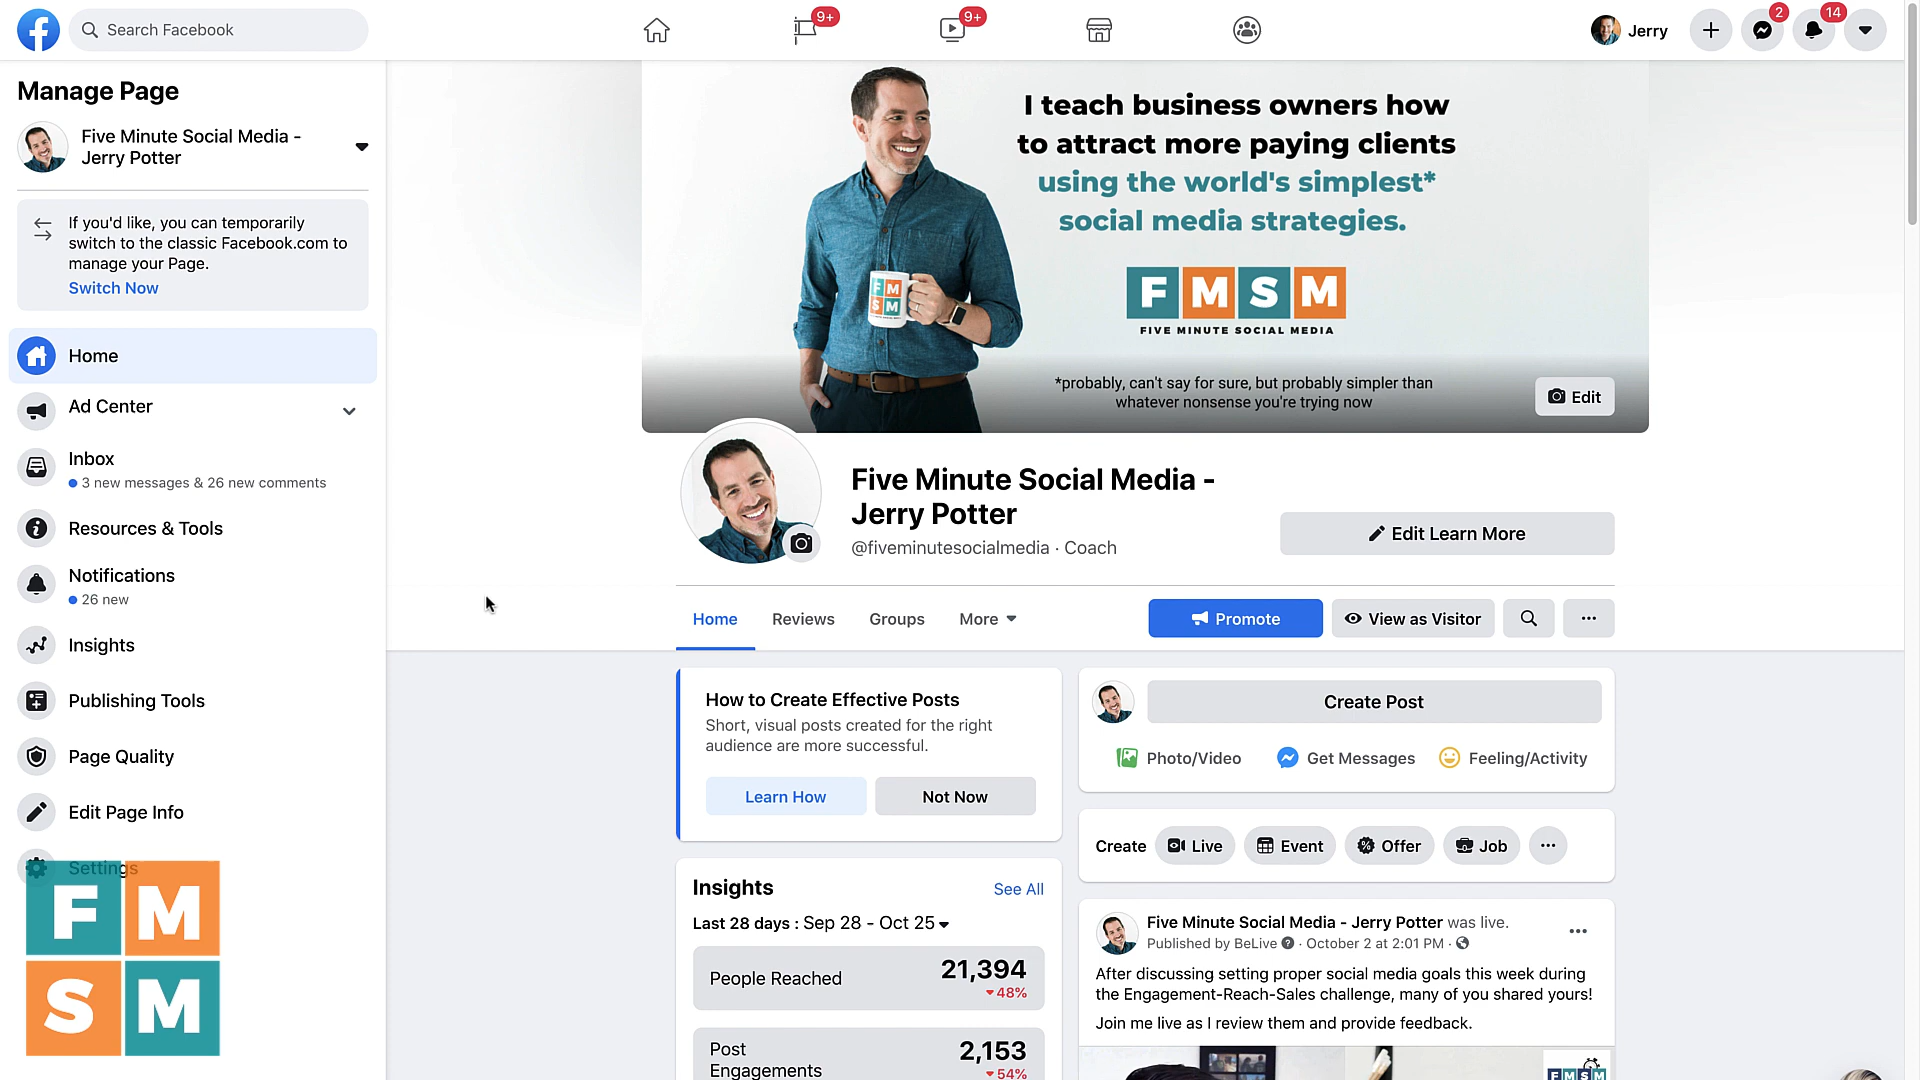 Search Facebook
9+
9+
Jerry
2
14
Manage Page
Five Minute Social Media -
Jerry Potter
If you'd like, you can temporarily
switch to the classic Facebook.com to
manage your Page.
Switch Now
Home
Ad Center
Inbox
3 new messages & 26 new comments
Resources & Tools
Notifications
26 new
Insights
Publishing Tools
Page Quality
Edit Page Info
Settings
F M
S M
I teach business owners how
to attract more paying clients
using the world's simplest*
social media strategies.
F M
S M
F M S M
FIVE MINUTE SOCIAL MEDIA
*probably, can't say for sure, but probably simpler than
whatever nonsense you're trying now
Edit
Five Minute Social Media -
Jerry Potter
@fiveminutesocialmedia · Coach
Edit Learn More
Home Reviews Groups More
Promote View as Visitor
How to Create Effective Posts
Short, visual posts created for the right
audience are more successful.
Learn How Not Now
Insights See All
Last 28 days : Sep 28 - Oct 25
People Reached 21,394
48%
Post
Engagements 2,153
54%
Create Post
Photo/Video Get Messages Feeling/Activity
Create Live Event Offer Job
Five Minute Social Media - Jerry Potter was live.
Published by BeLive · October 2 at 2:01 PM ·
After discussing setting proper social media goals this week during
the Engagement-Reach-Sales challenge, many of you shared yours!
Join me live as I review them and provide feedback.
F M S M